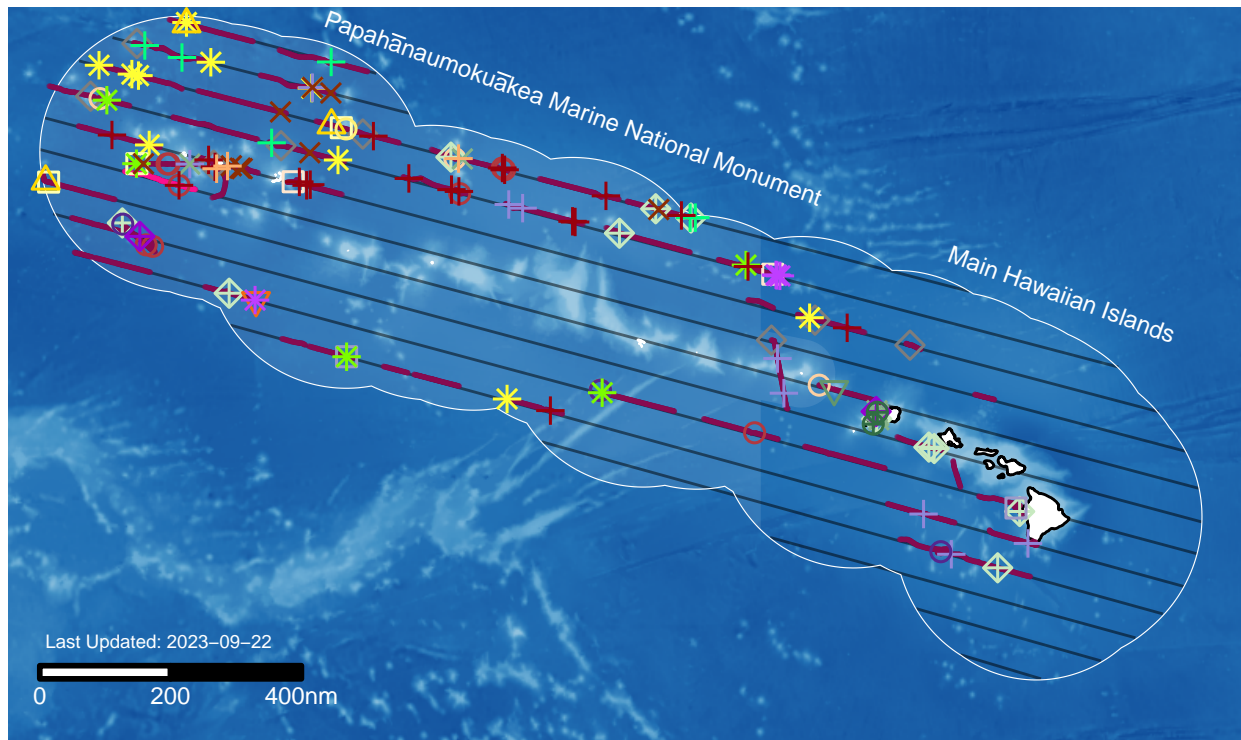 Papahānaumokuākea Marine National Monument
Main Hawaiian Islands
Last Updated: 2023−09−22
0 200 400nm